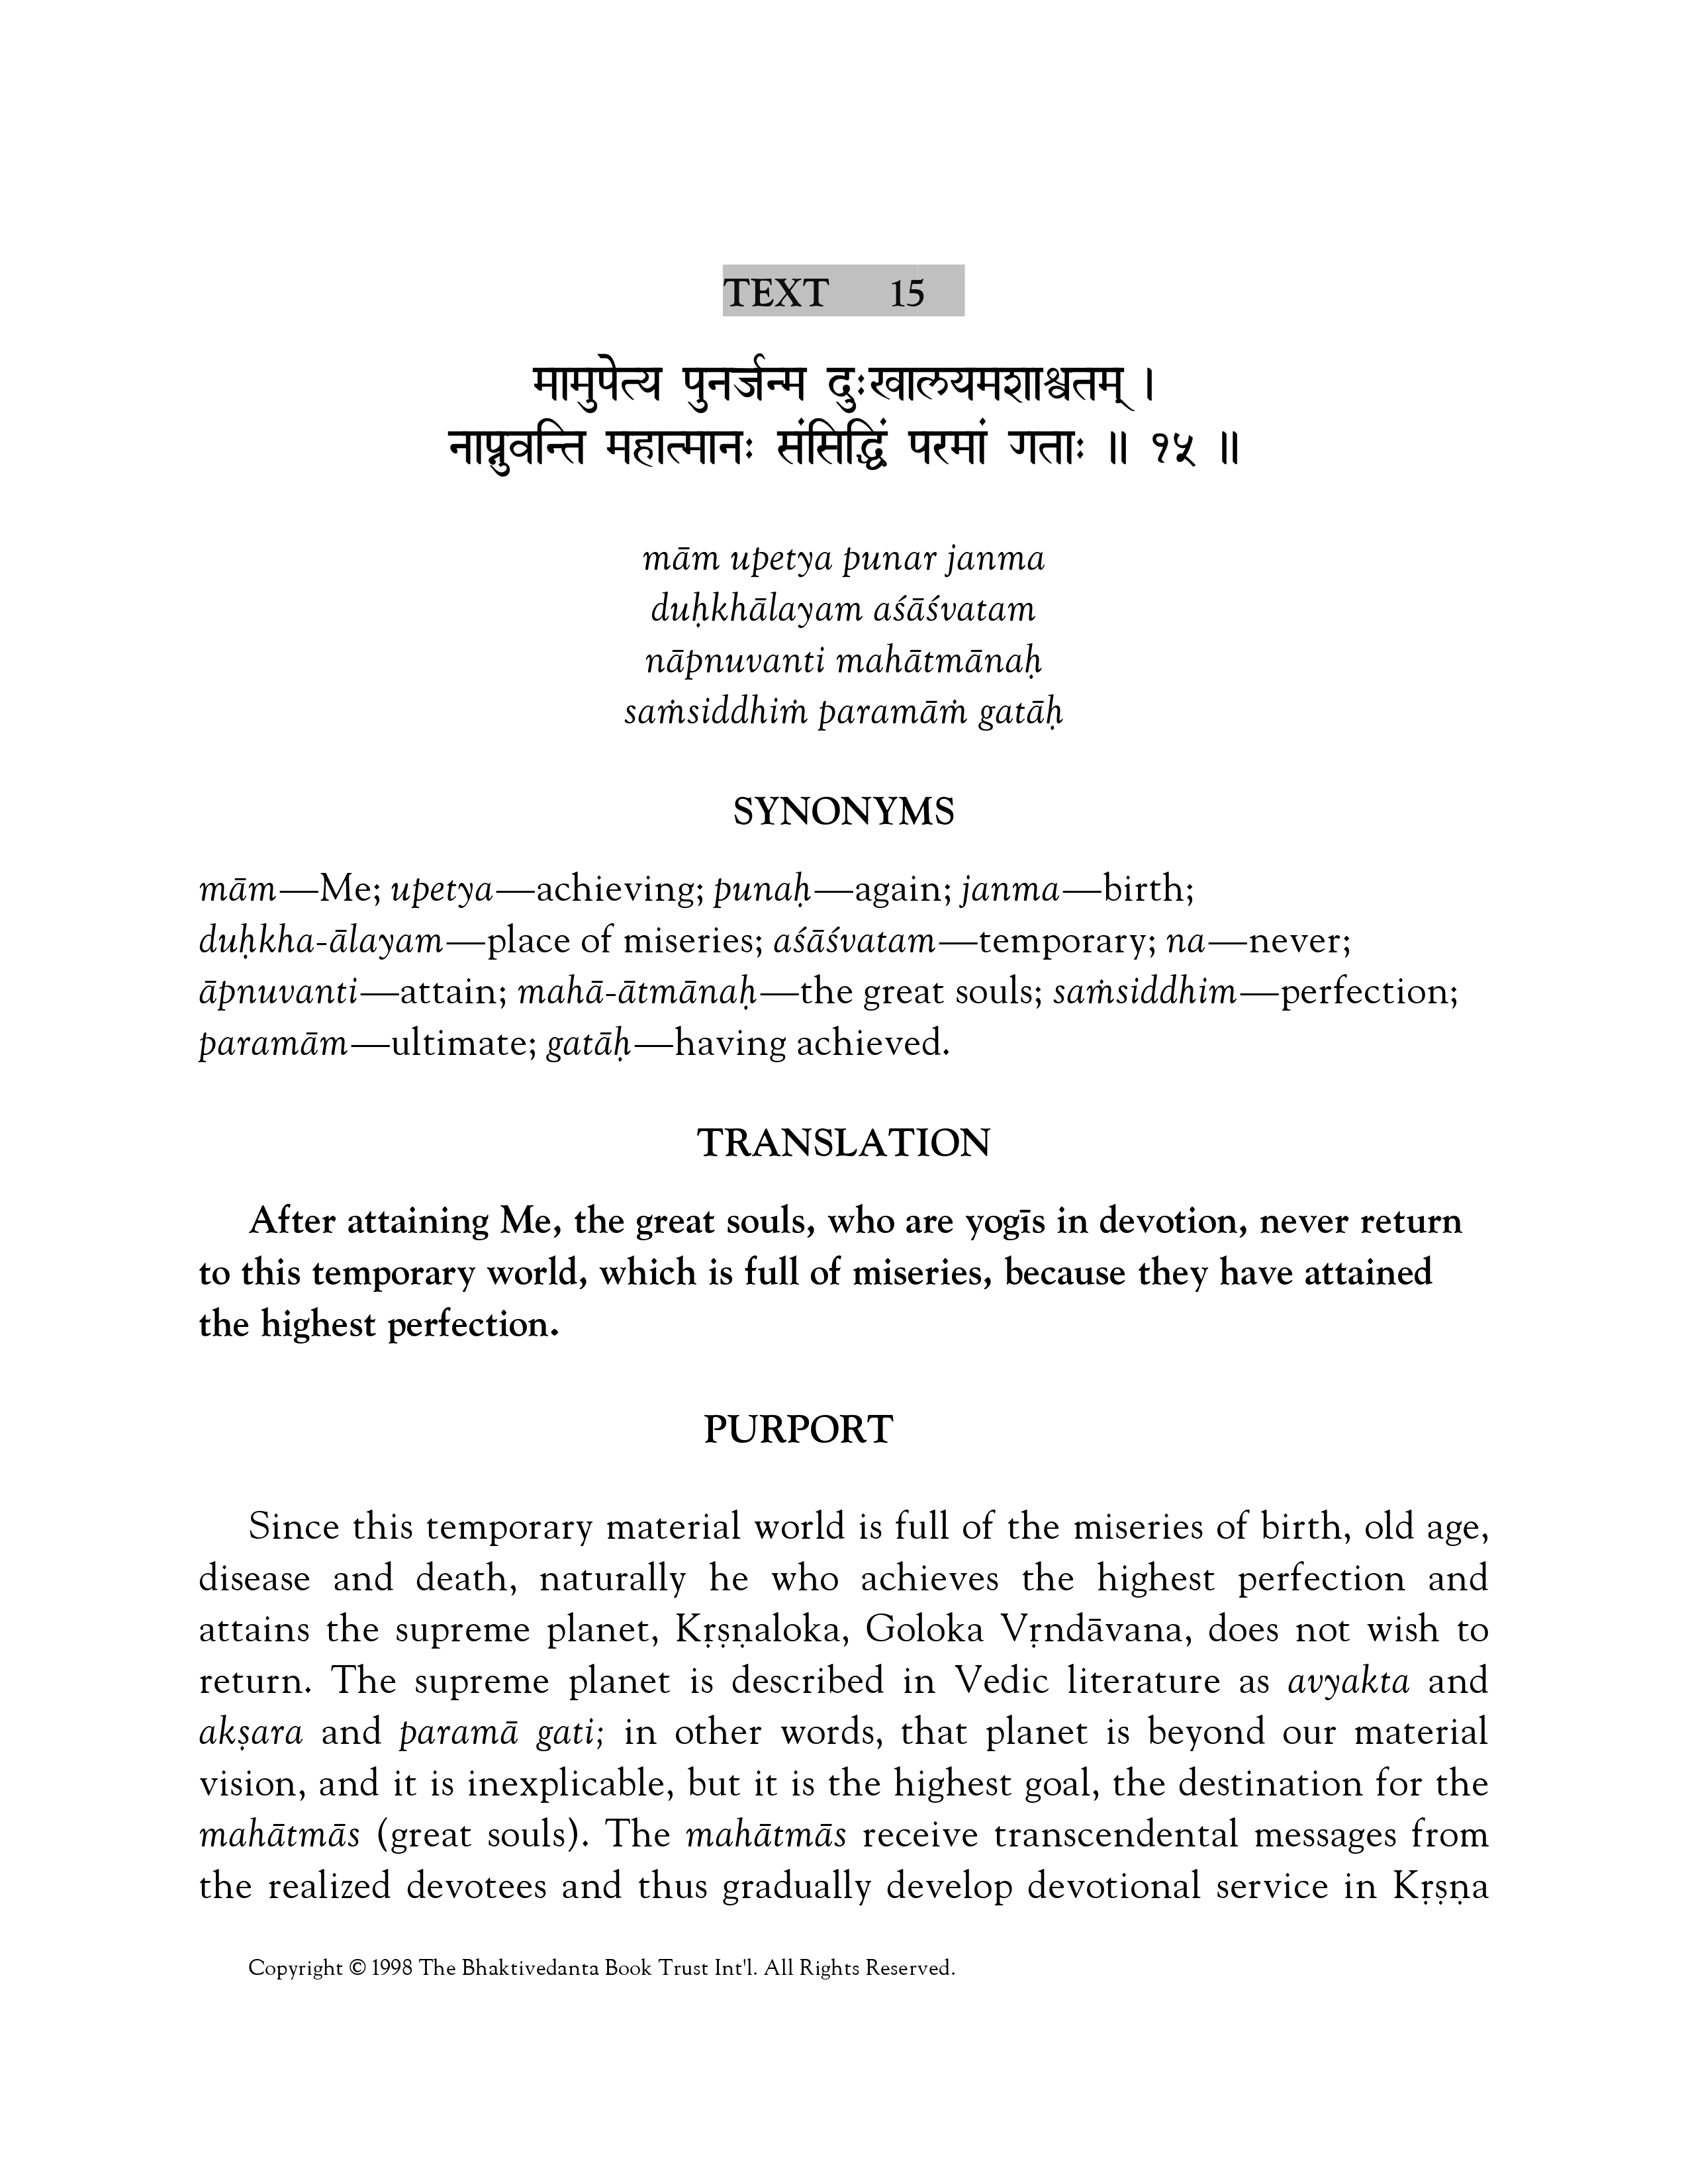 TEXT 15
मामुपेत्य पुनर्जन्म दुःखालयमशाश्वतम् ।
नाप्नुवन्ति महात्मानः संसिद्धिं परमां गताः ॥ १५ ॥
mām upetya punar janma
duḥkhālayam aśāśvatam
nāpnuvanti mahātmānaḥ
saṁsiddhiṁ paramāṁ gatāḥ
SYNONYMS
mām—Me; upetya—achieving; punaḥ—again; janma—birth;
duḥkha-ālayam—place of miseries; aśāśvatam—temporary; na—never;
āpnuvanti—attain; mahā-ātmānaḥ—the great souls; saṁsiddhim—perfection;
paramām—ultimate; gatāḥ—having achieved.
TRANSLATION
After attaining Me, the great souls, who are yogīs in devotion, never return
to this temporary world, which is full of miseries, because they have attained
the highest perfection.
PURPORT
Since this temporary material world is full of the miseries of birth, old age,
disease and death, naturally he who achieves the highest perfection and
attains the supreme planet, Kṛṣṇaloka, Goloka Vṛndāvana, does not wish to
return. The supreme planet is described in Vedic literature as avyakta and
akṣara and paramā gati; in other words, that planet is beyond our material
vision, and it is inexplicable, but it is the highest goal, the destination for the
mahātmās (great souls). The mahātmās receive transcendental messages from
the realized devotees and thus gradually develop devotional service in Kṛṣṇa
Copyright © 1998 The Bhaktivedanta Book Trust Int'l. All Rights Reserved.